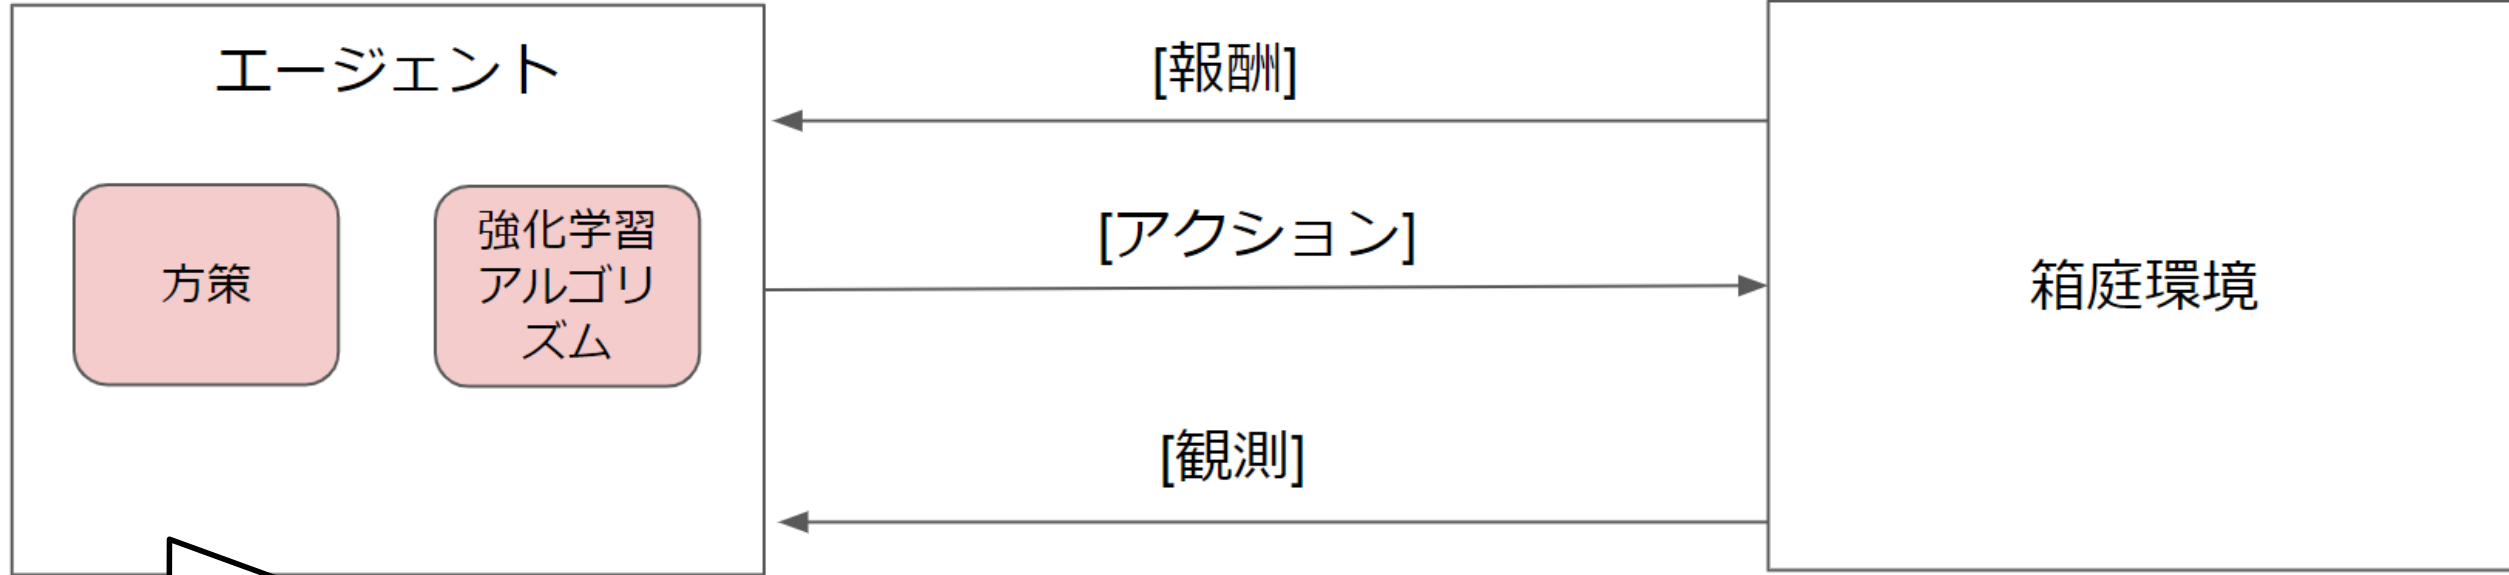 エージェント
方策
強化学習
アルゴリ
ズム
[報酬]
[アクション]
[観測]
箱庭環境